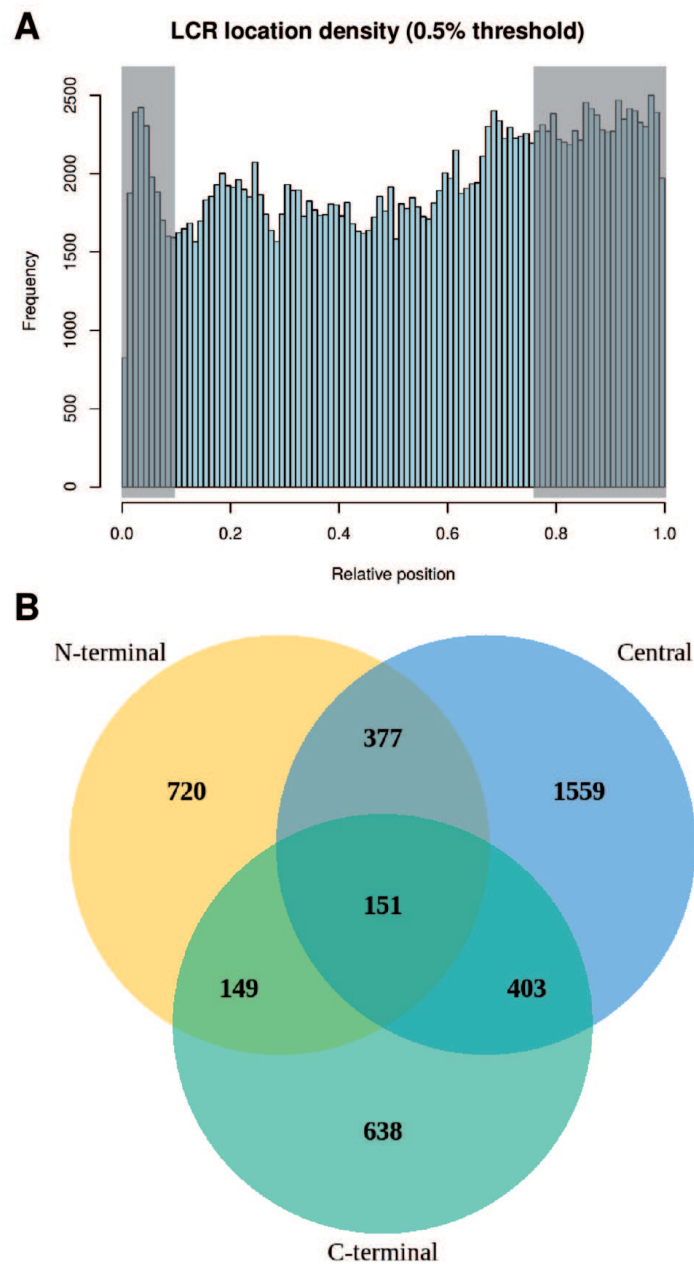 A
LCR location density (0.5% threshold)
Frequency
2500
2000
1500
1000
500
0
0.0 0.2 0.4 0.6 0.8 1.0
Relative position
B
N-terminal Central
377
720 1559
151
149 403
638
C-terminal